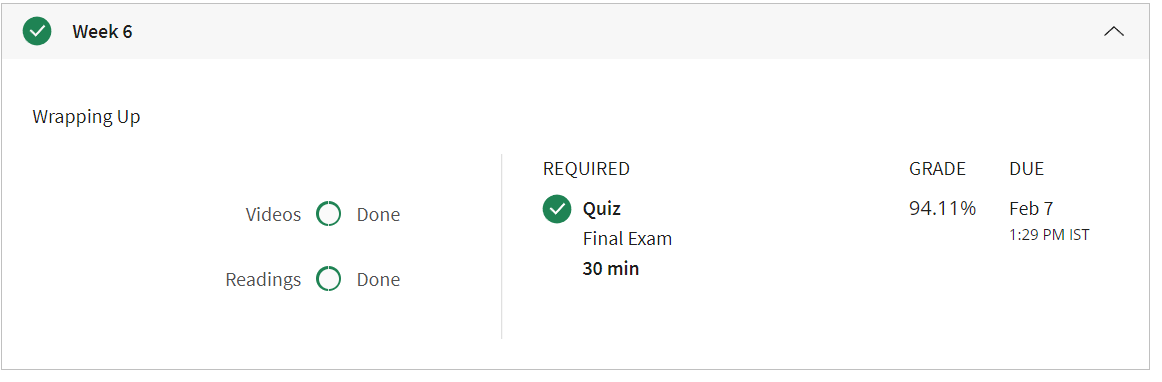 Week 6
Wrapping Up
Videos Done
Readings Done
REQUIRED GRADE DUE
Quiz 94.11% Feb 7
Final Exam 1:29 PM IST
30 min